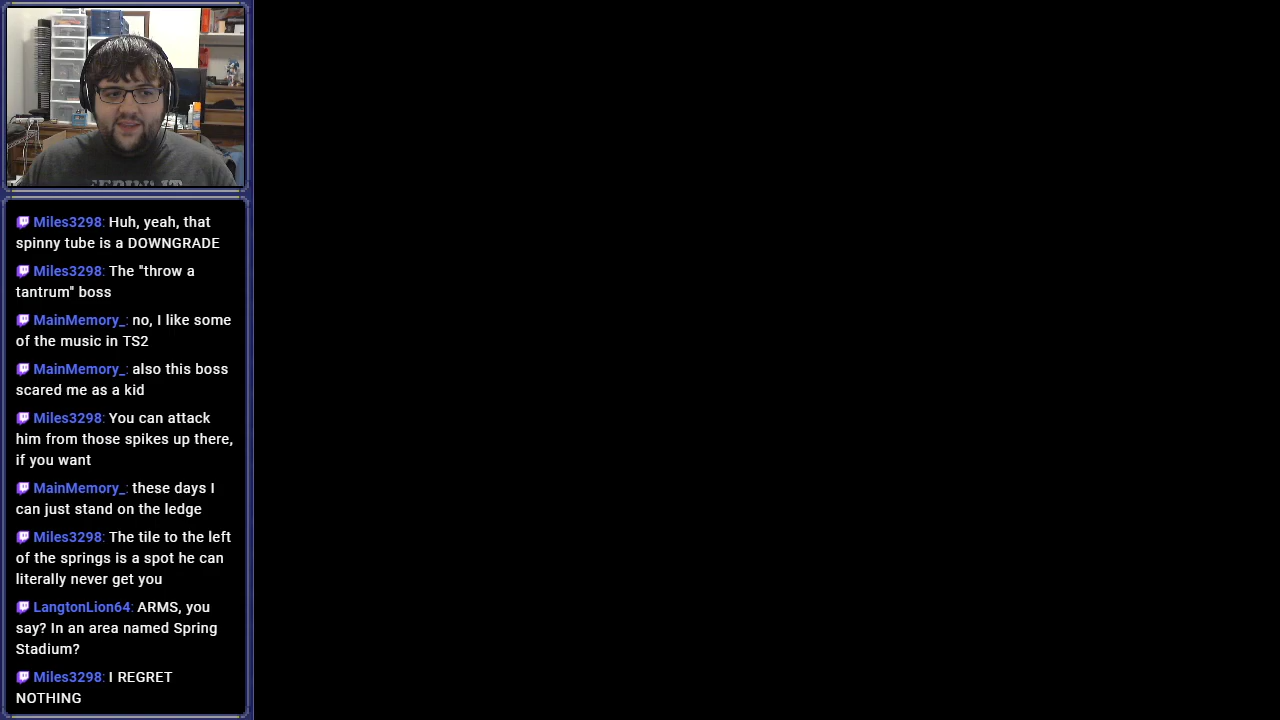 Miles3298: Huh, yeah, that
spinny tube is a DOWNGRADE
Miles3298: The "throw a
tantrum" boss
MainMemory_: no, I like some
of the music in TS2
MainMemory_: also this boss
scared me as a kid
Miles3298: You can attack
him from those spikes up there,
if you want
MainMemory_: these days I
can just stand on the ledge
Miles3298: The tile to the left
of the springs is a spot he can
literally never get you
LangtonLion64: ARMS, you
say? In an area named Spring
Stadium?
Miles3298: I REGRET
NOTHING